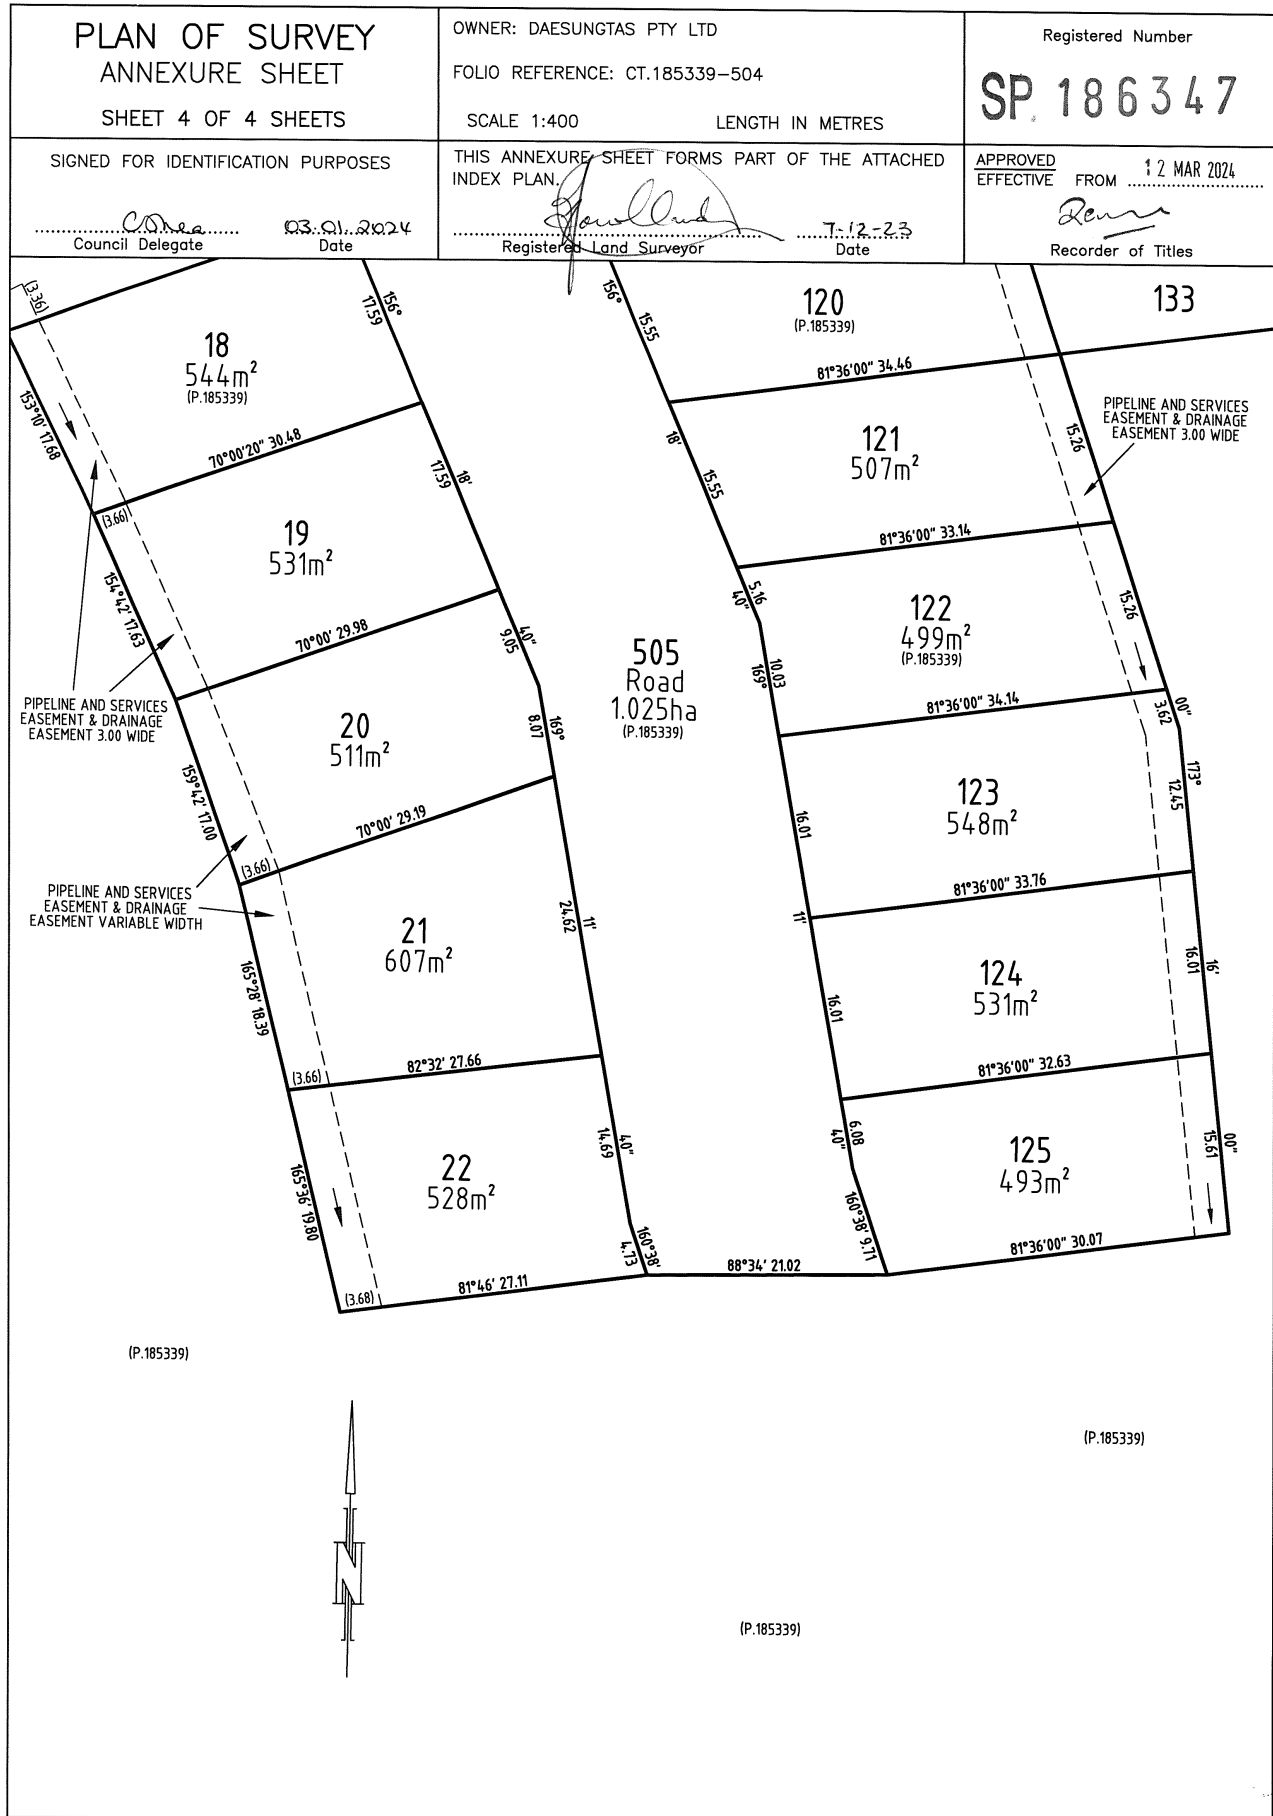 PLAN OF SURVEY
ANNEXURE SHEET
SHEET 4 OF 4 SHEETS
OWNER: DAESUNGTAS PTY LTD
FOLIO REFERENCE: CT.185339-504
SCALE 1:400 LENGTH IN METRES
Registered Number
SP 186347
SIGNED FOR IDENTIFICATION PURPOSES
03.01.2024
Council Delegate Date
THIS ANNEXURE SHEET FORMS PART OF THE ATTACHED
INDEX PLAN.
7-12-23
Registered Land Surveyor Date
APPROVED
EFFECTIVE FROM 12 MAR 2024
Recorder of Titles
(3.36)
18
544m²
(P.185339)
156°
17.59
153°10' 17.68
70°00'20" 30.48
(3.66)
19
531m²
18'
17.59
154°42' 17.63
70°00' 29.98
40"
9.05
PIPELINE AND SERVICES
EASEMENT & DRAINAGE
EASEMENT 3.00 WIDE
20
511m²
169°
8.07
159°42' 17.00
70°00' 29.19
(3.66)
PIPELINE AND SERVICES
EASEMENT & DRAINAGE
EASEMENT VARIABLE WIDTH
21
607m²
11'
24.62
165°28' 18.39
82°32' 27.66
(3.66)
22
528m²
40"
14.69
165°36' 19.80
160°38'
4.73
81°46' 27.11
(3.68)
505
Road
1.025ha
(P.185339)
88°34' 21.02
156°
15.55
120
(P.185339)
133
81°36'00" 34.46
PIPELINE AND SERVICES
EASEMENT & DRAINAGE
EASEMENT 3.00 WIDE
18'
15.55
121
507m²
15.26
81°36'00" 33.14
5.16
40"
122
499m²
(P.185339)
15.26
10.03
169°
81°36'00" 34.14
00"
3.62
123
548m²
173°
12.45
16.01
81°36'00" 33.76
11'
124
531m²
16'
16.01
16.01
81°36'00" 32.63
6.08
40"
125
493m²
00"
15.61
160°38' 9.71
81°36'00" 30.07
(P.185339)
(P.185339)
N
(P.185339)